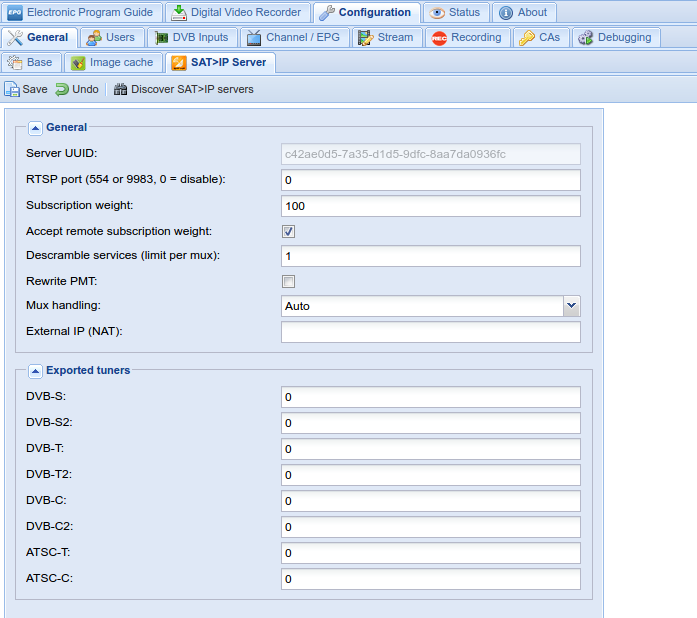 EPG Electronic Program Guide Digital Video Recorder Configuration Status About
General Users DVB Inputs Channel / EPG Stream REC Recording CAs Debugging
Base Image cache SAT>IP Server
Save Undo Discover SAT>IP servers
General
Server UUID: c42ae0d5-7a35-d1d5-9dfc-8aa7da0936fc
RTSP port (554 or 9983, 0 = disable): 0
Subscription weight: 100
Accept remote subscription weight:
Descramble services (limit per mux): 1
Rewrite PMT:
Mux handling: Auto
External IP (NAT):
Exported tuners
DVB-S: 0
DVB-S2: 0
DVB-T: 0
DVB-T2: 0
DVB-C: 0
DVB-C2: 0
ATSC-T: 0
ATSC-C: 0